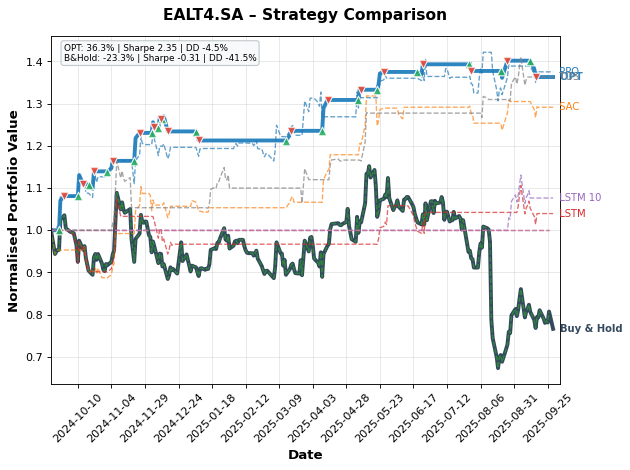 EALT4.SA – Strategy Comparison
OPT: 36.3% | Sharpe 2.35 | DD -4.5%
B&Hold: -23.3% | Sharpe -0.31 | DD -41.5%
Normalised Portfolio Value
1.4
1.3
1.2
1.1
1.0
0.9
0.8
0.7
PPO
OPT
SAC
LSTM 10
LSTM
Buy & Hold
2024-10-10
2024-11-04
2024-11-29
2024-12-24
2025-01-18
2025-02-12
2025-03-09
2025-04-03
2025-04-28
2025-05-23
2025-06-17
2025-07-12
2025-08-06
2025-08-31
2025-09-25
Date